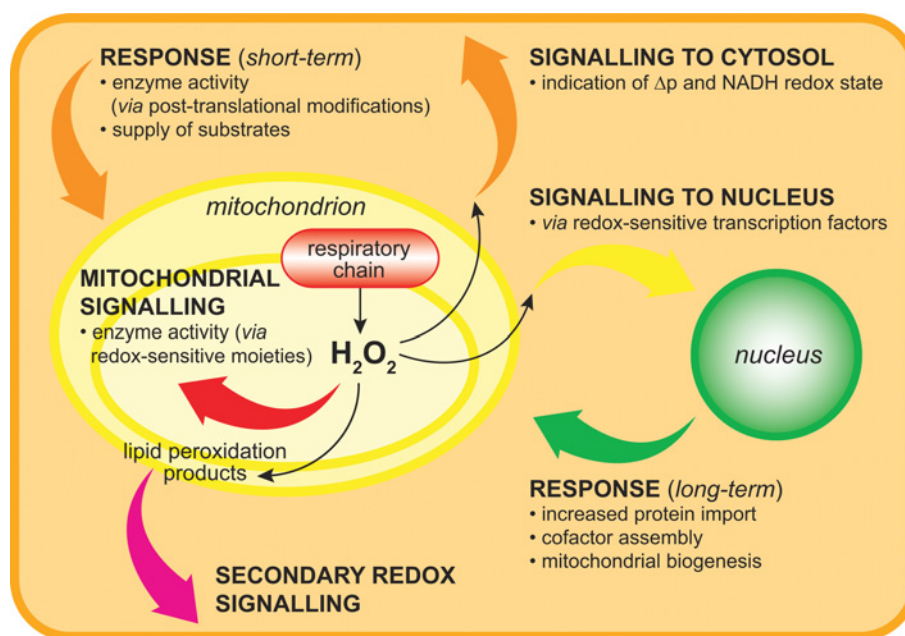 RESPONSE (short-term)
• enzyme activity
(via post-translational modifications)
• supply of substrates
SIGNALLING TO CYTOSOL
• indication of Δp and NADH redox state
mitochondrion
respiratory
chain
SIGNALLING TO NUCLEUS
• via redox-sensitive transcription factors
MITOCHONDRIAL
SIGNALLING
• enzyme activity (via
redox-sensitive moieties)
H₂O₂
nucleus
lipid peroxidation
products
RESPONSE (long-term)
• increased protein import
• cofactor assembly
• mitochondrial biogenesis
SECONDARY REDOX
SIGNALLING